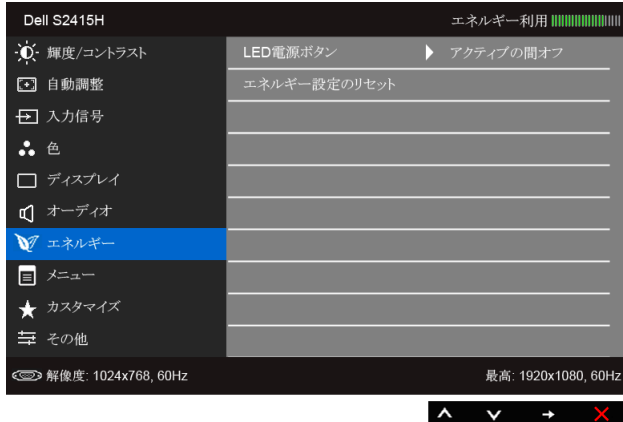 Dell S2415H エネルギー利用
輝度/コントラスト LED電源ボタン アクティブの間オフ
自動調整 エネルギー設定のリセット
入力信号
色
ディスプレイ
オーディオ
エネルギー
メニュー
カスタマイズ
その他
解像度: 1024x768, 60Hz 最高: 1920x1080, 60Hz